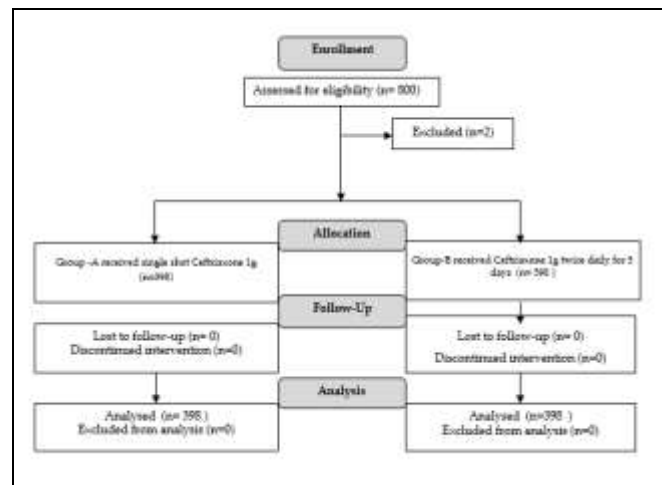 Enrollment
Assessed for eligibility (n= 800)
Excluded (n=2)
Allocation
Group -A received single shot Ceftriaxone 1g
(n=398)
Group-B received Ceftriaxone 1g twice daily for 5
days (n= 398 )
Follow-Up
Lost to follow-up (n= 0)
Discontinued intervention (n=0)
Lost to follow-up (n= 0)
Discontinued intervention (n=0)
Analysis
Analysed (n= 398 )
Excluded from analysis (n=0)
Analysed (n=398 )
Excluded from analysis (n=0)